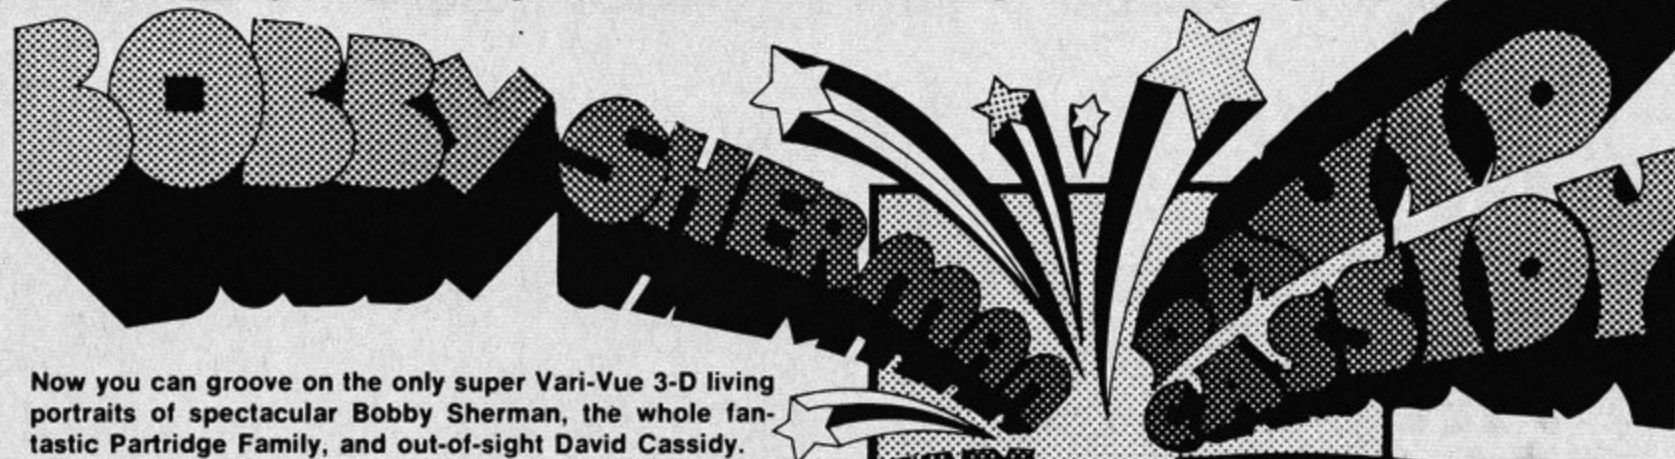 BOBBY
SHERMAN
DAVID
CASSIDY
Now you can groove on the only super Vari-Vue 3-D living
portraits of spectacular Bobby Sherman, the whole fan-
tastic Partridge Family, and out-of-sight David Cassidy.